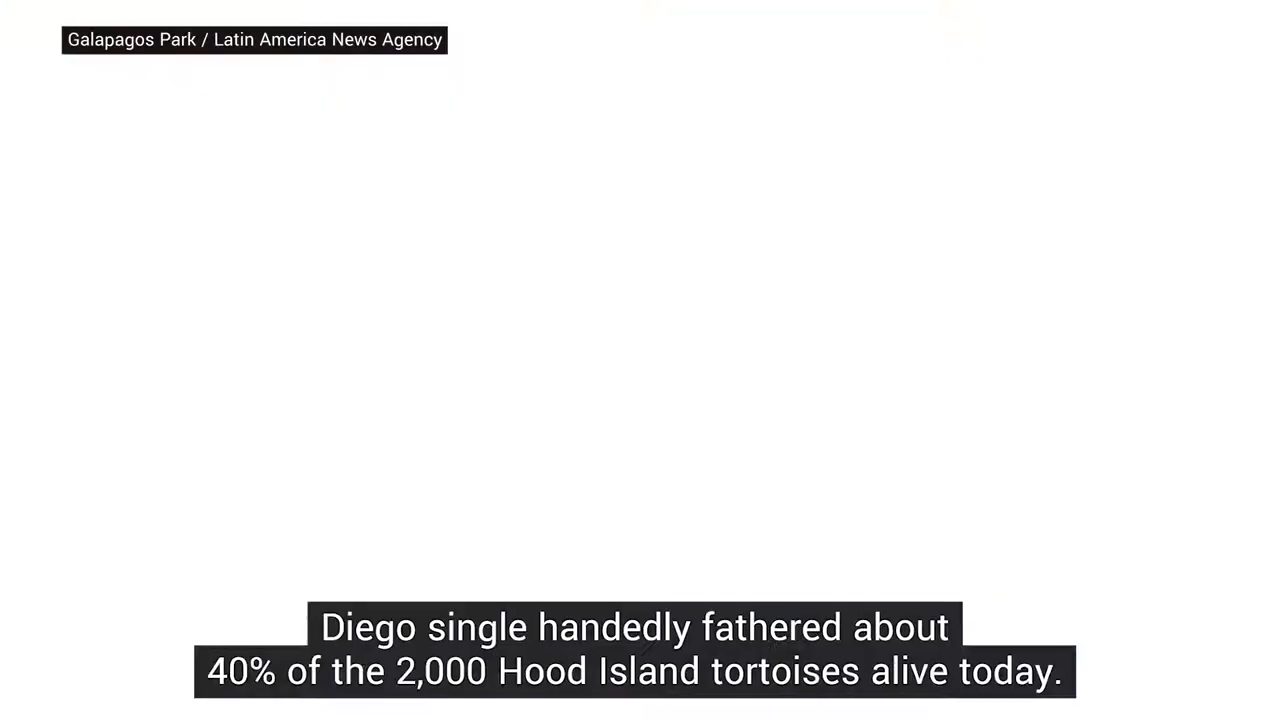 Galapagos Park / Latin America News Agency
Diego single handedly fathered about
40% of the 2,000 Hood Island tortoises alive today.